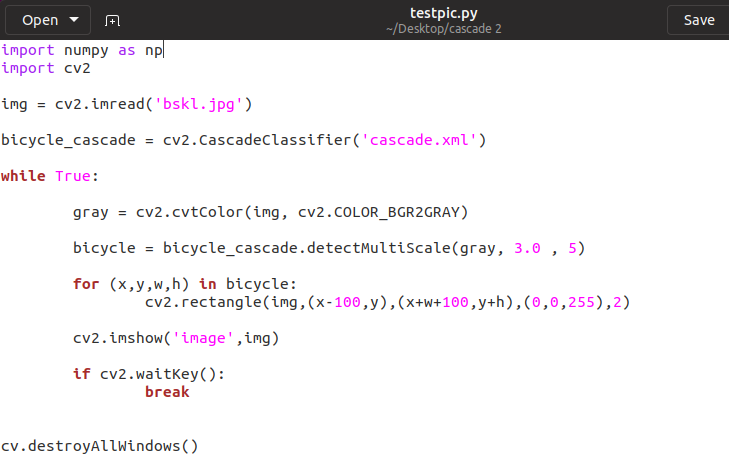 Open testpic.py Save
~/Desktop/cascade 2
import numpy as np
import cv2
img = cv2.imread('bskl.jpg')
bicycle_cascade = cv2.CascadeClassifier('cascade.xml')
while True:
gray = cv2.cvtColor(img, cv2.COLOR_BGR2GRAY)
bicycle = bicycle_cascade.detectMultiScale(gray, 3.0 , 5)
for (x,y,w,h) in bicycle:
cv2.rectangle(img,(x-100,y),(x+w+100,y+h),(0,0,255),2)
cv2.imshow('image',img)
if cv2.waitKey():
break
cv.destroyAllWindows()